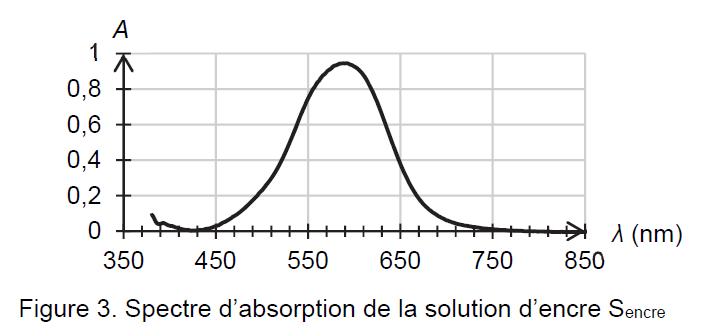 A
1
0,8
0,6
0,4
0,2
0
350 450 550 650 750 850
λ (nm)
Figure 3. Spectre d’absorption de la solution d’encre Sencre